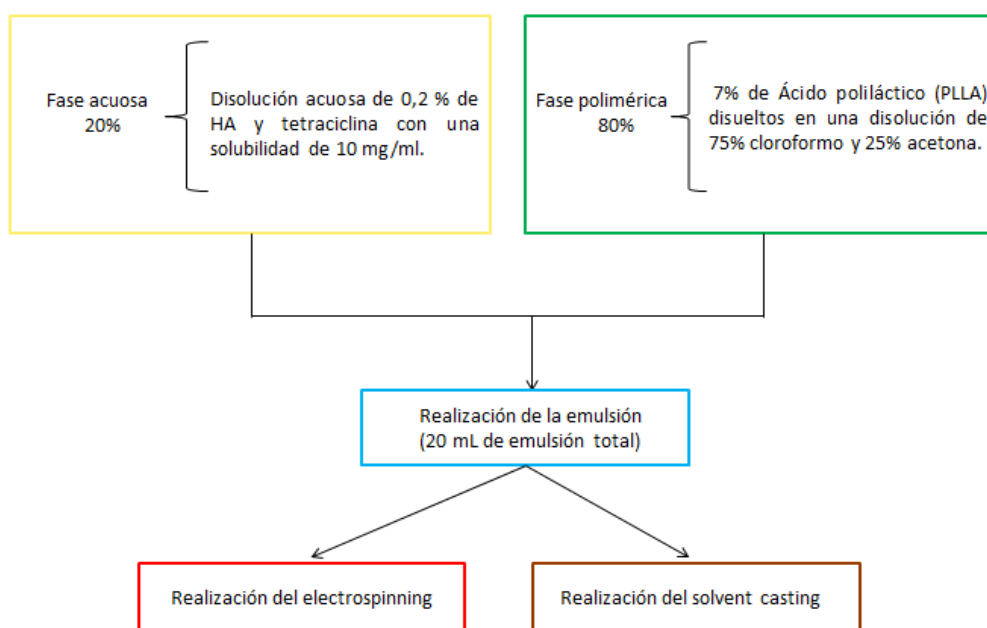 Fase acuosa
20%
Disolución acuosa de 0,2 % de
HA y tetraciclina con una
solubilidad de 10 mg/ml.
Fase polimérica
80%
7% de Ácido poliláctico (PLLA)
disueltos en una disolución de
75% cloroformo y 25% acetona.
Realización de la emulsión
(20 mL de emulsión total)
Realización del electrospinning
Realización del solvent casting